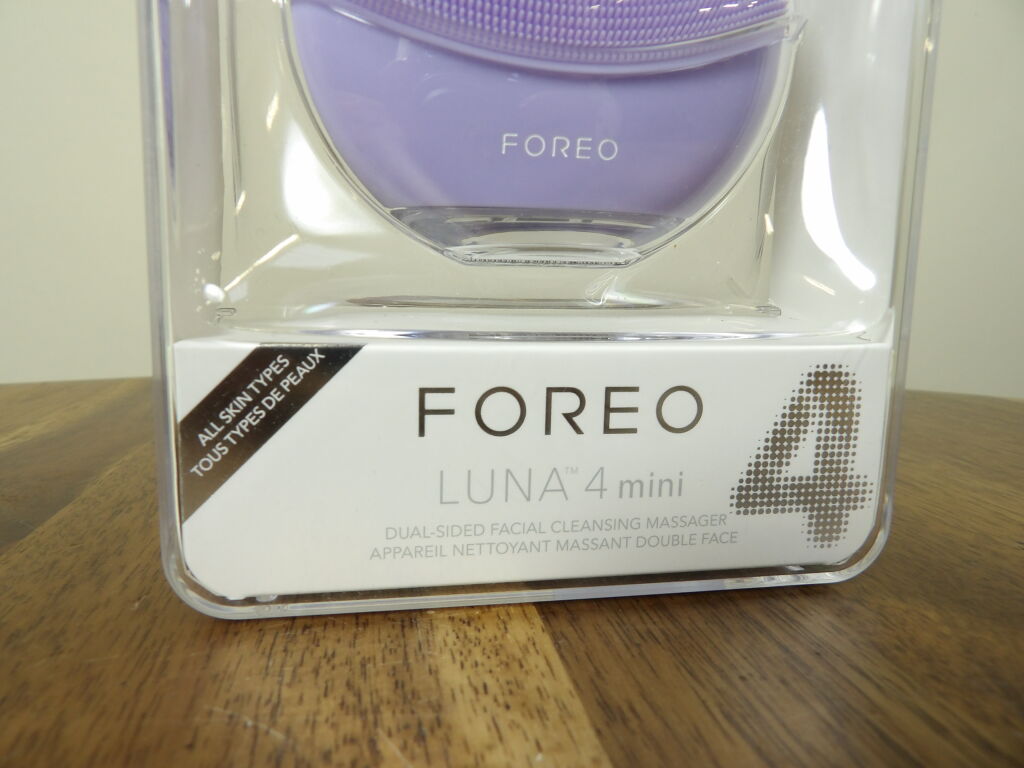 FOREO
ALL SKIN TYPES
TOUS TYPES DE PEAUX
FOREO
LUNA™ 4 mini
4
DUAL-SIDED FACIAL CLEANSING MASSAGER
APPAREIL NETTOYANT MASSANT DOUBLE FACE